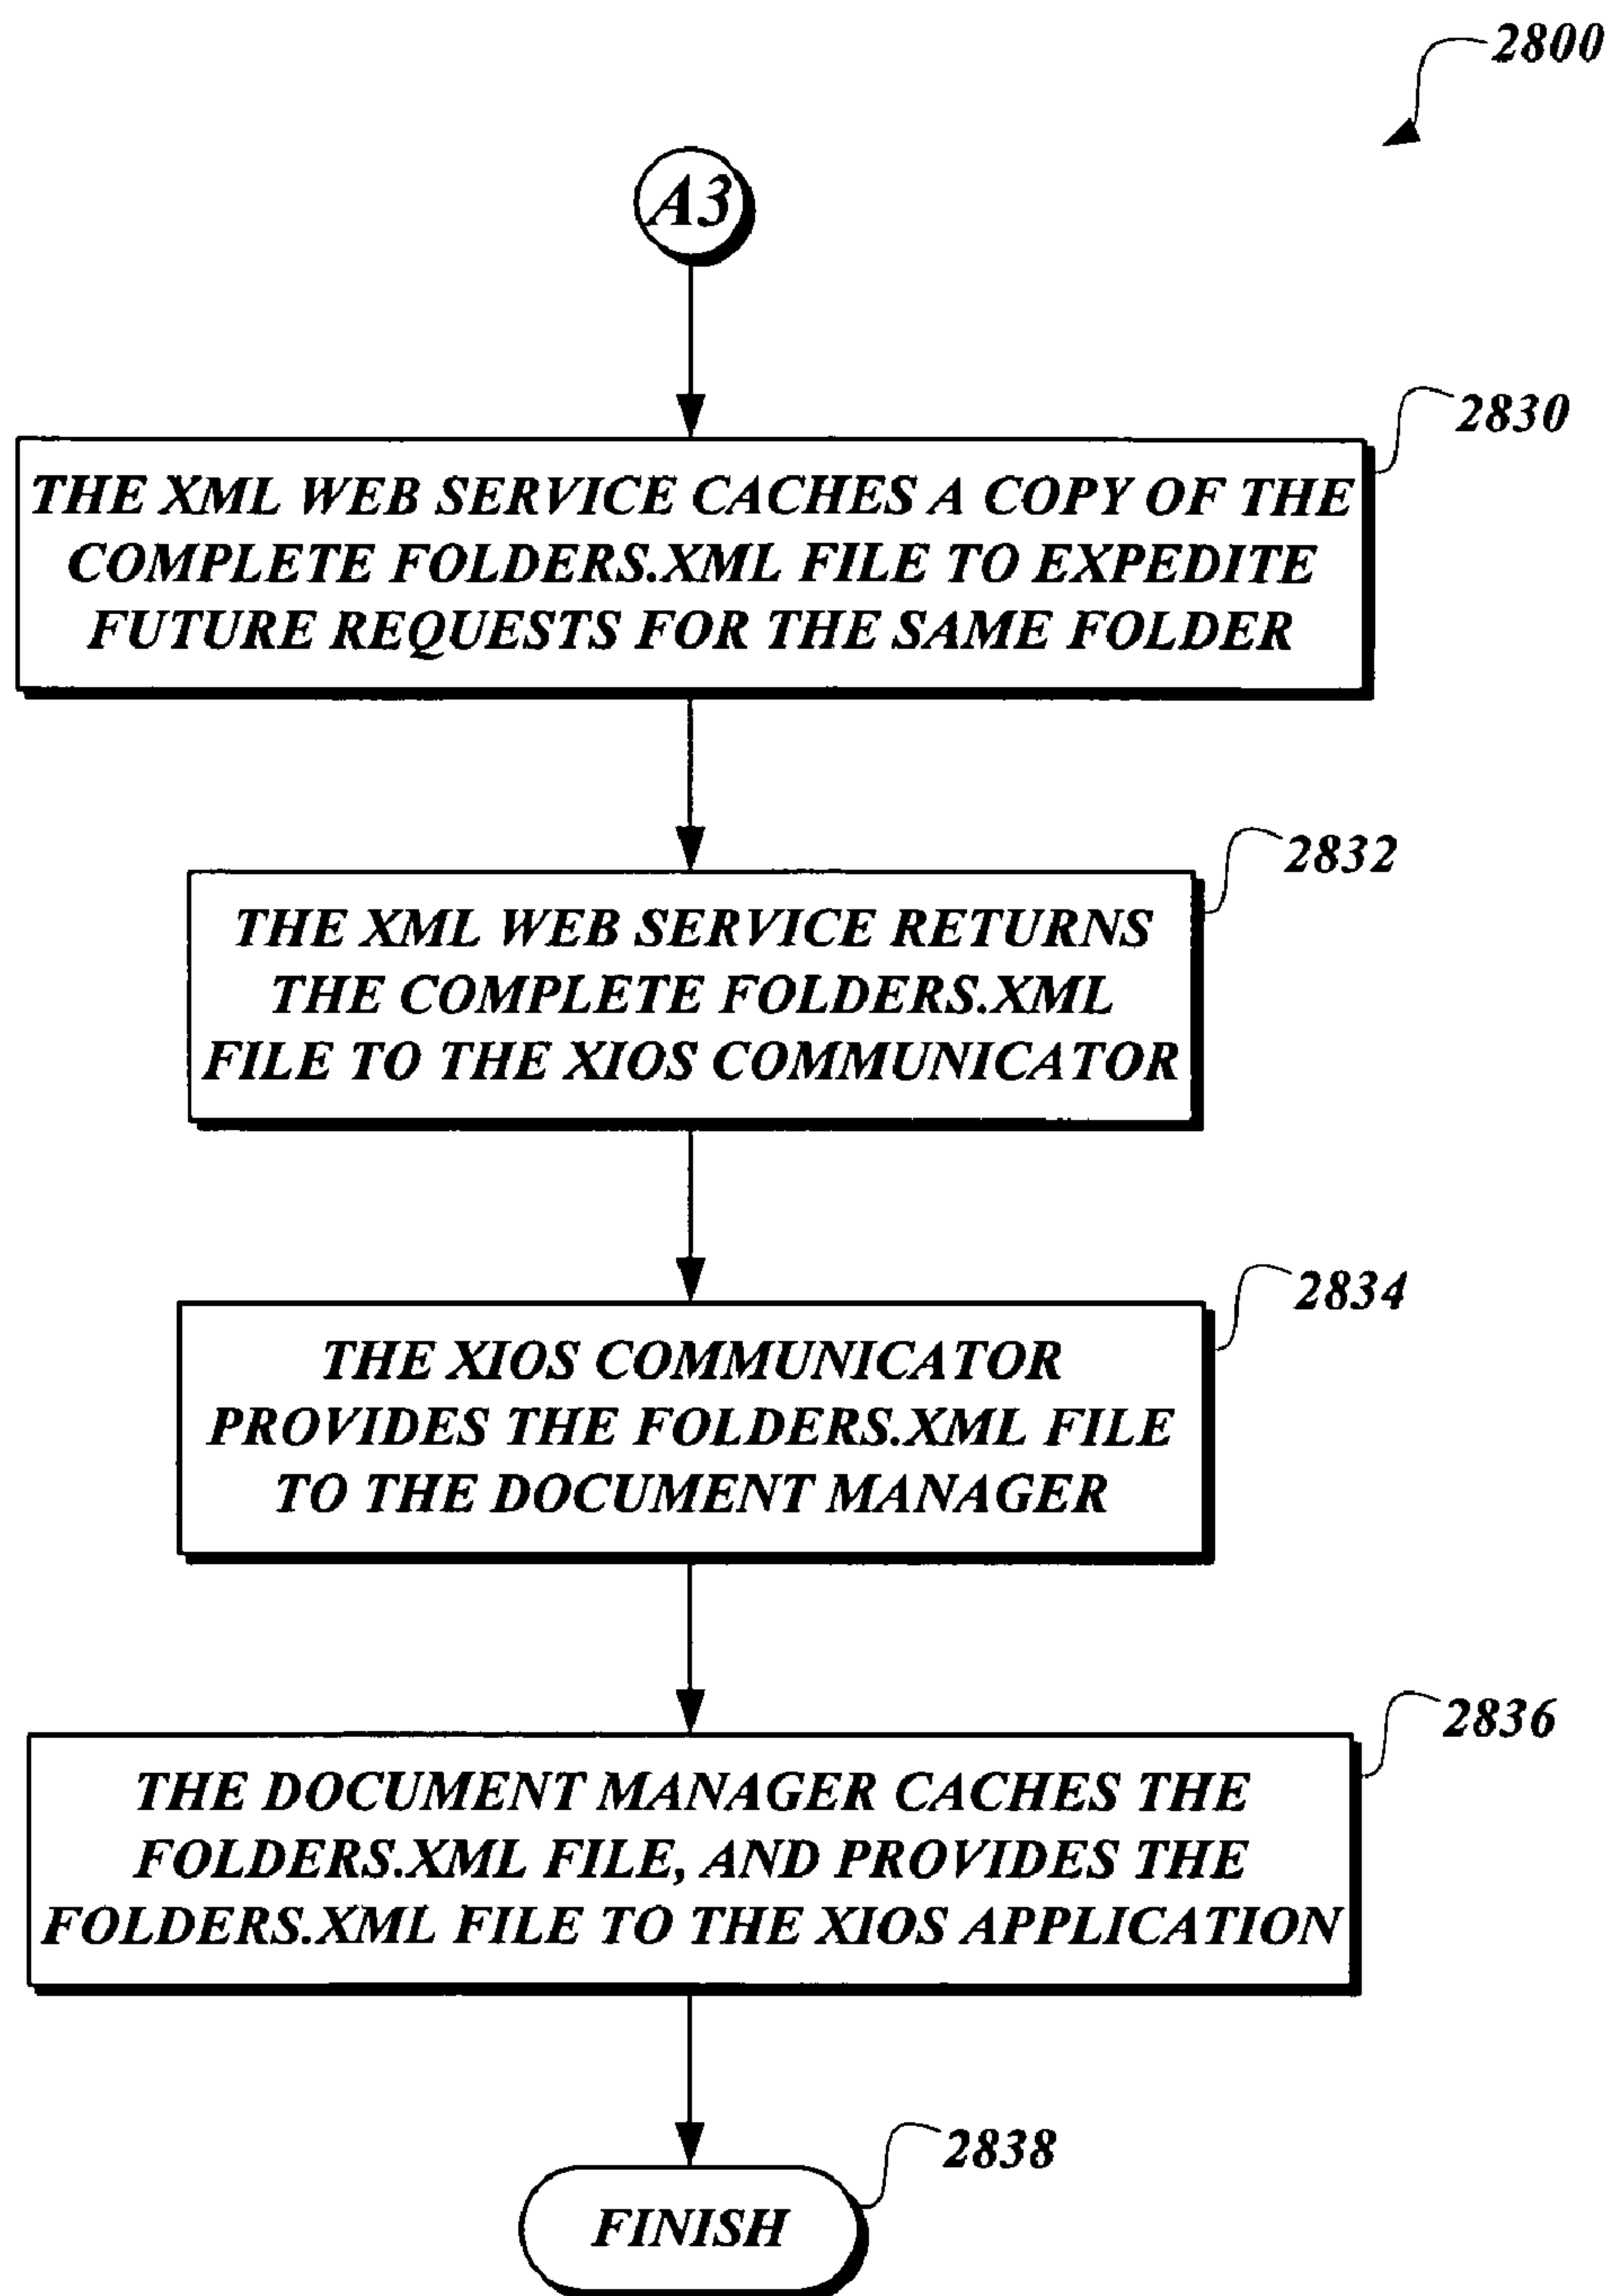 2800
A3
2830
THE XML WEB SERVICE CACHES A COPY OF THE
COMPLETE FOLDERS.XML FILE TO EXPEDITE
FUTURE REQUESTS FOR THE SAME FOLDER
2832
THE XML WEB SERVICE RETURNS
THE COMPLETE FOLDERS.XML
FILE TO THE XIOS COMMUNICATOR
2834
THE XIOS COMMUNICATOR
PROVIDES THE FOLDERS.XML FILE
TO THE DOCUMENT MANAGER
2836
THE DOCUMENT MANAGER CACHES THE
FOLDERS.XML FILE, AND PROVIDES THE
FOLDERS.XML FILE TO THE XIOS APPLICATION
2838
FINISH